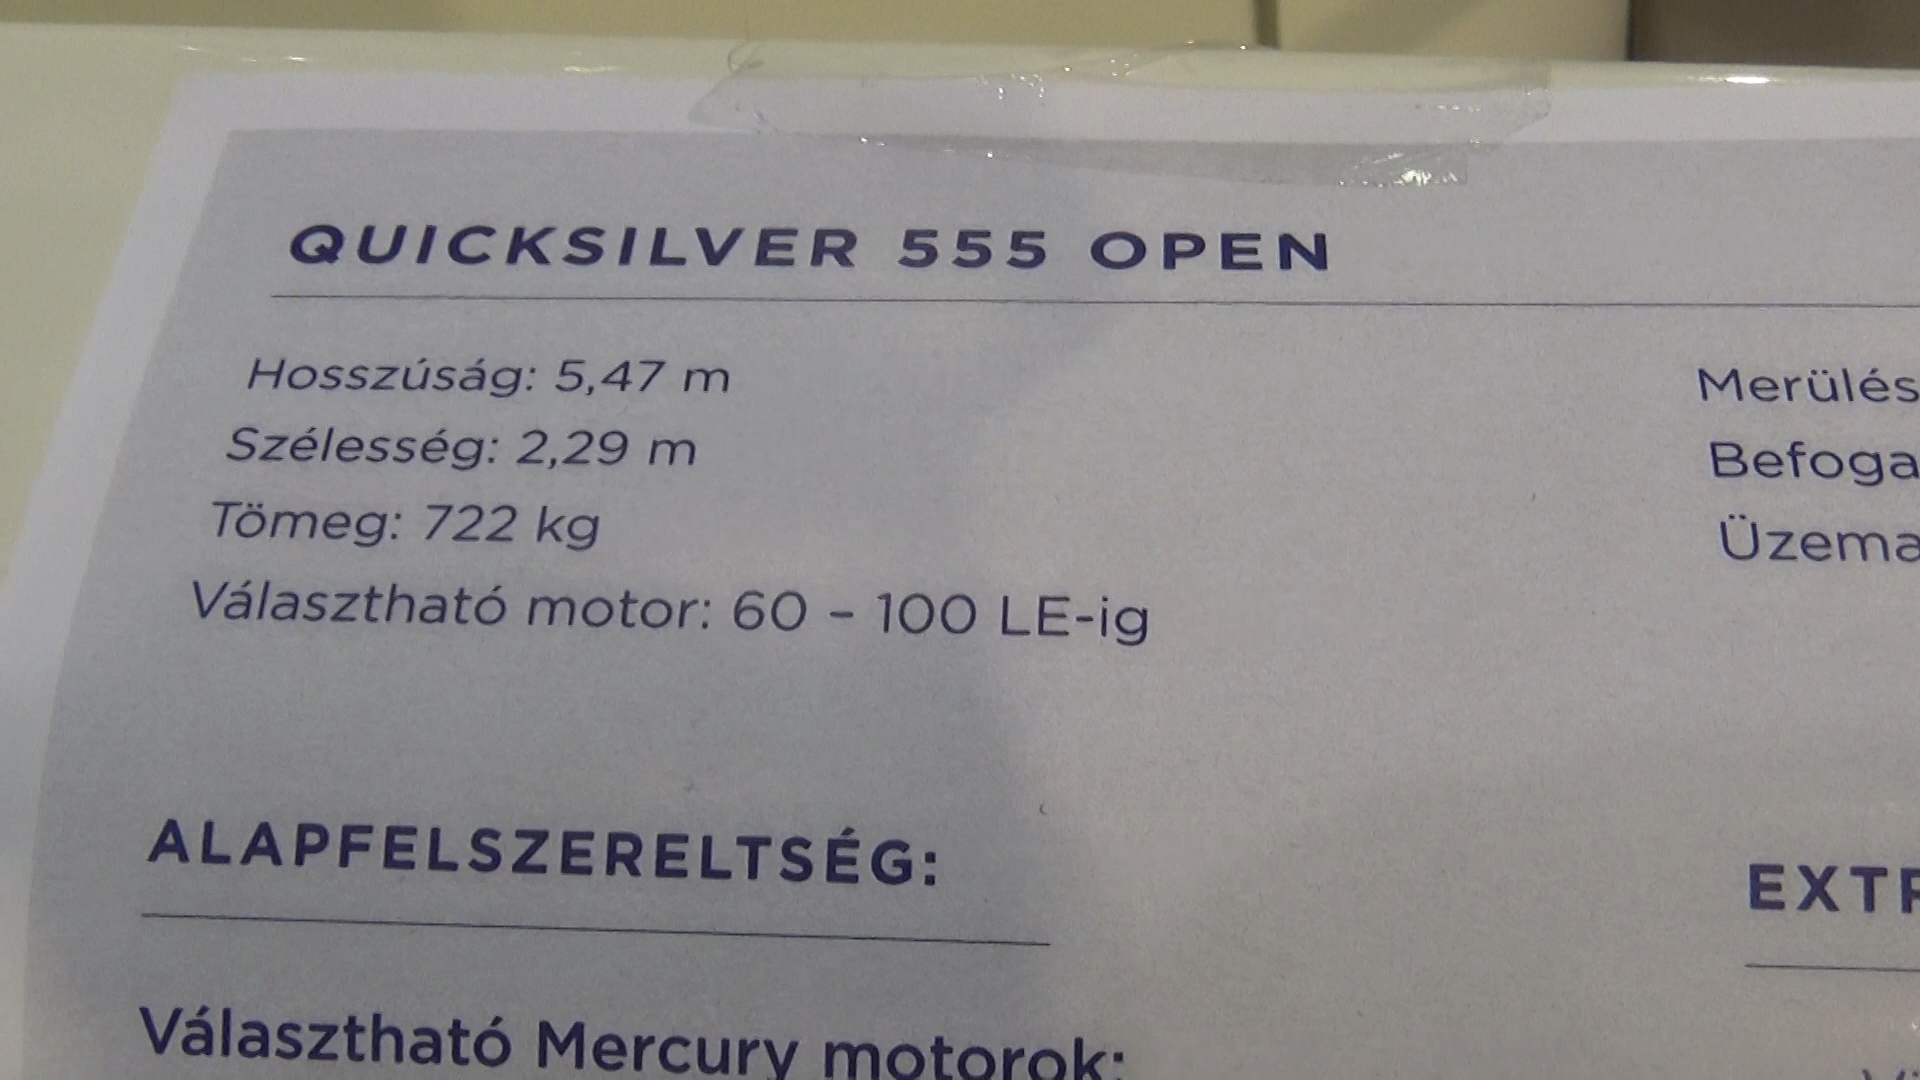 QUICKSILVER 555 OPEN
Hosszúság: 5,47 m
Szélesség: 2,29 m
Tömeg: 722 kg
Választható motor: 60 – 100 LE-ig
Merülés
Befoga
Üzema
ALAPFELSZERELTSÉG:
Választható Mercury motorok:
EXTR